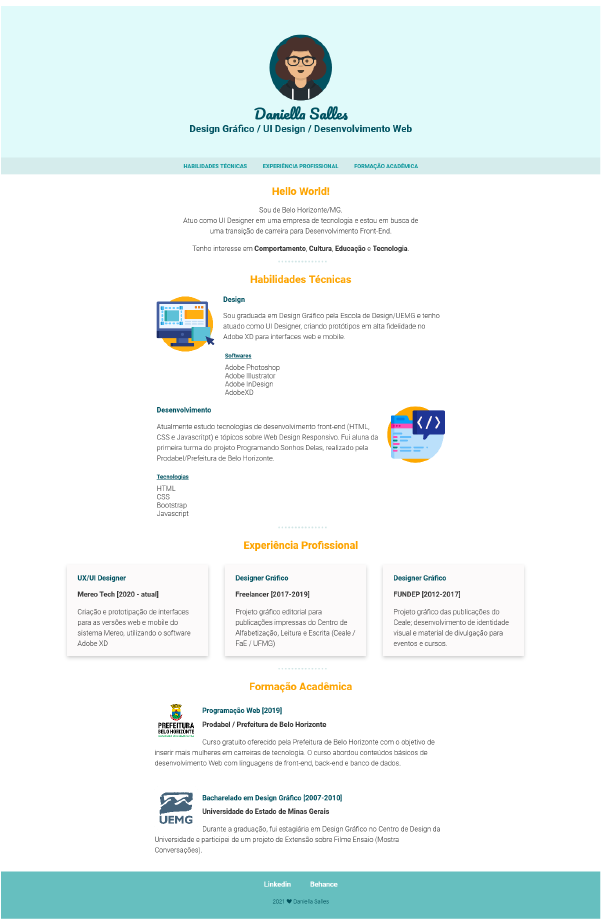 Daniella Salles
Design Gráfico / UI Design / Desenvolvimento Web
HABILIDADES TÉCNICAS EXPERIÊNCIA PROFISSIONAL FORMAÇÃO ACADÊMICA
Hello World!
Sou de Belo Horizonte/MG.
Atuo como UI Designer em uma empresa de tecnologia e estou em busca de
uma transição de carreira para Desenvolvimento Front-End.
Tenho interesse em Comportamento, Cultura, Educação e Tecnologia.
Habilidades Técnicas
Design
Sou graduada em Design Gráfico pela Escola de Design/UEMG e tenho
atuado como UI Designer, criando protótipos em alta fidelidade no
Adobe XD para interfaces web e mobile.
Softwares
Adobe Photoshop
Adobe Illustrator
Adobe InDesign
AdobeXD
Desenvolvimento
Atualmente estudo tecnologias de desenvolvimento front-end (HTML,
CSS e Javascritpt) e tópicos sobre Web Design Responsivo. Fui aluna da
primeira turma do projeto Programando Sonhos Delas, realizado pela
Prodabel/Prefeitura de Belo Horizonte.
Tecnologias
HTML
CSS
Bootstrap
Javascript
Experiência Profissional
UX/UI Designer
Mereo Tech [2020 - atual]
Criação e prototipação de interfaces
para as versões web e mobile do
sistema Mereo, utilizando o software
Adobe XD
Designer Gráfico
Freelancer [2017-2019]
Projeto gráfico editorial para
publicações impressas do Centro de
Alfabetização, Leitura e Escrita (Ceale /
FaE / UFMG)
Designer Gráfico
FUNDEP [2012-2017]
Projeto gráfico das publicações do
Ceale; desenvolvimento de identidade
visual e material de divulgação para
eventos e cursos.
Formação Acadêmica
PREFEITURA
BELO HORIZONTE
Programação Web [2019]
Prodabel / Prefeitura de Belo Horizonte
Curso gratuito oferecido pela Prefeitura de Belo Horizonte com o objetivo de
inserir mais mulheres em carreiras de tecnologia. O curso abordou conteúdos básicos de
desenvolvimento Web com linguagens de front-end, back-end e banco de dados.
UEMG
Bacharelado em Design Gráfico [2007-2010]
Universidade do Estado de Minas Gerais
Durante a graduação, fui estagiária em Design Gráfico no Centro de Design da
Universidade e participei de um projeto de Extensão sobre Filme Ensaio (Mostra
Conversações).
Linkedin Behance
2021 ❤ Daniella Salles